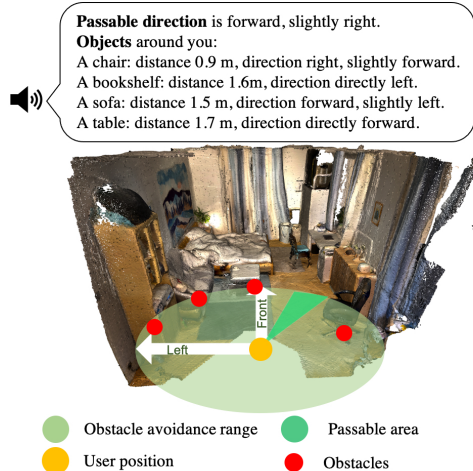 Passable direction is forward, slightly right.
Objects around you:
A chair: distance 0.9 m, direction right, slightly forward.
A bookshelf: distance 1.6m, direction directly left.
A sofa: distance 1.5 m, direction forward, slightly left.
A table: distance 1.7 m, direction directly forward.
Front
Left
Obstacle avoidance range
Passable area
User position
Obstacles